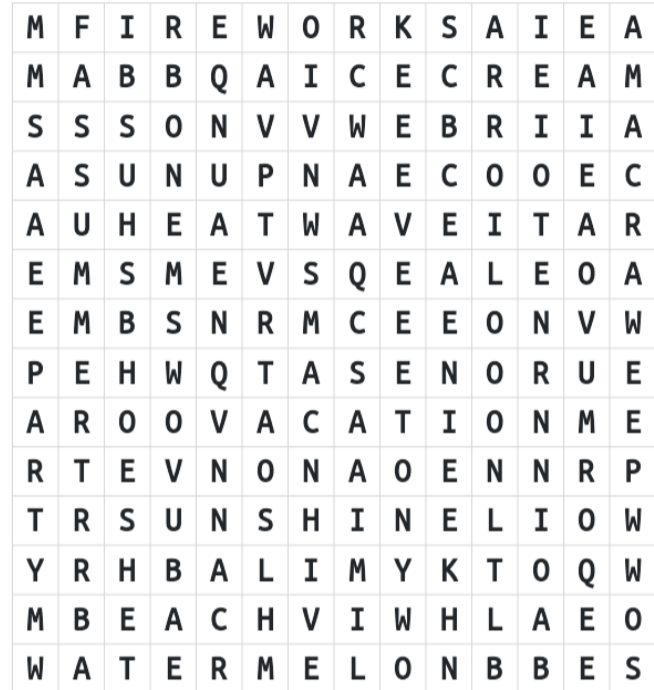 M F I R E W O R K S A I E A
M A B B Q A I C E C R E A M
S S S O N V V W E B R I I A
A S U N U P N A E C O O E C
A U H E A T W A V E I T A R
E M S M E V S Q E A L E O A
E M B S N R M C E E O N V W
P E H W Q T A S E N O R U E
A R O O V A C A T I O N M E
R T E V N O N A O E N N R P
T R S U N S H I N E L I O W
Y R H B A L I M Y K T O Q W
M B E A C H V I W H L A E O
W A T E R M E L O N B B E S